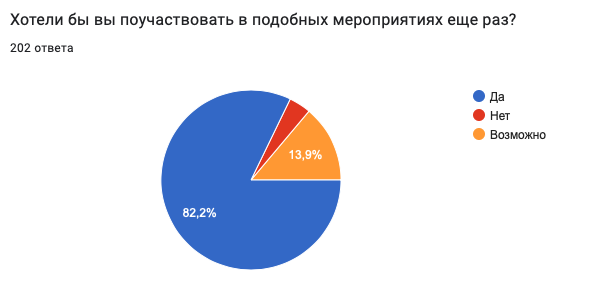 Хотели бы вы поучаствовать в подобных мероприятиях еще раз?
202 ответа
Да
Нет
Возможно
13,9%
82,2%